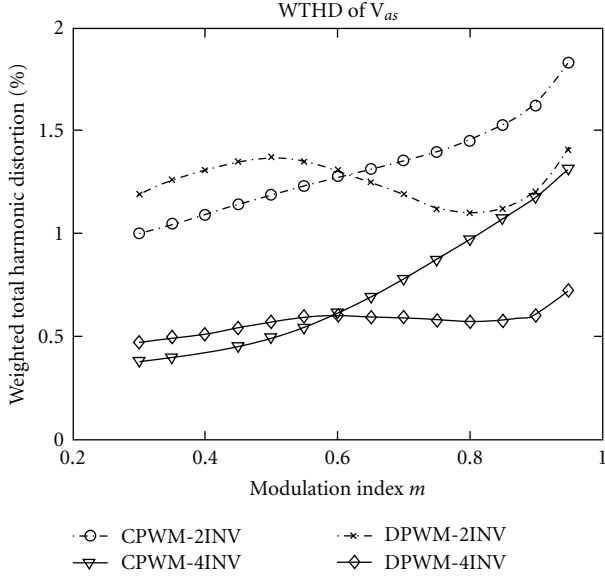 WTHD of Vas
Weighted total harmonic distortion (%)
2
1.5
1
0.5
0
0.2
0.4
0.6
0.8
1
Modulation index m
CPWM-2INV
DPWM-2INV
CPWM-4INV
DPWM-4INV